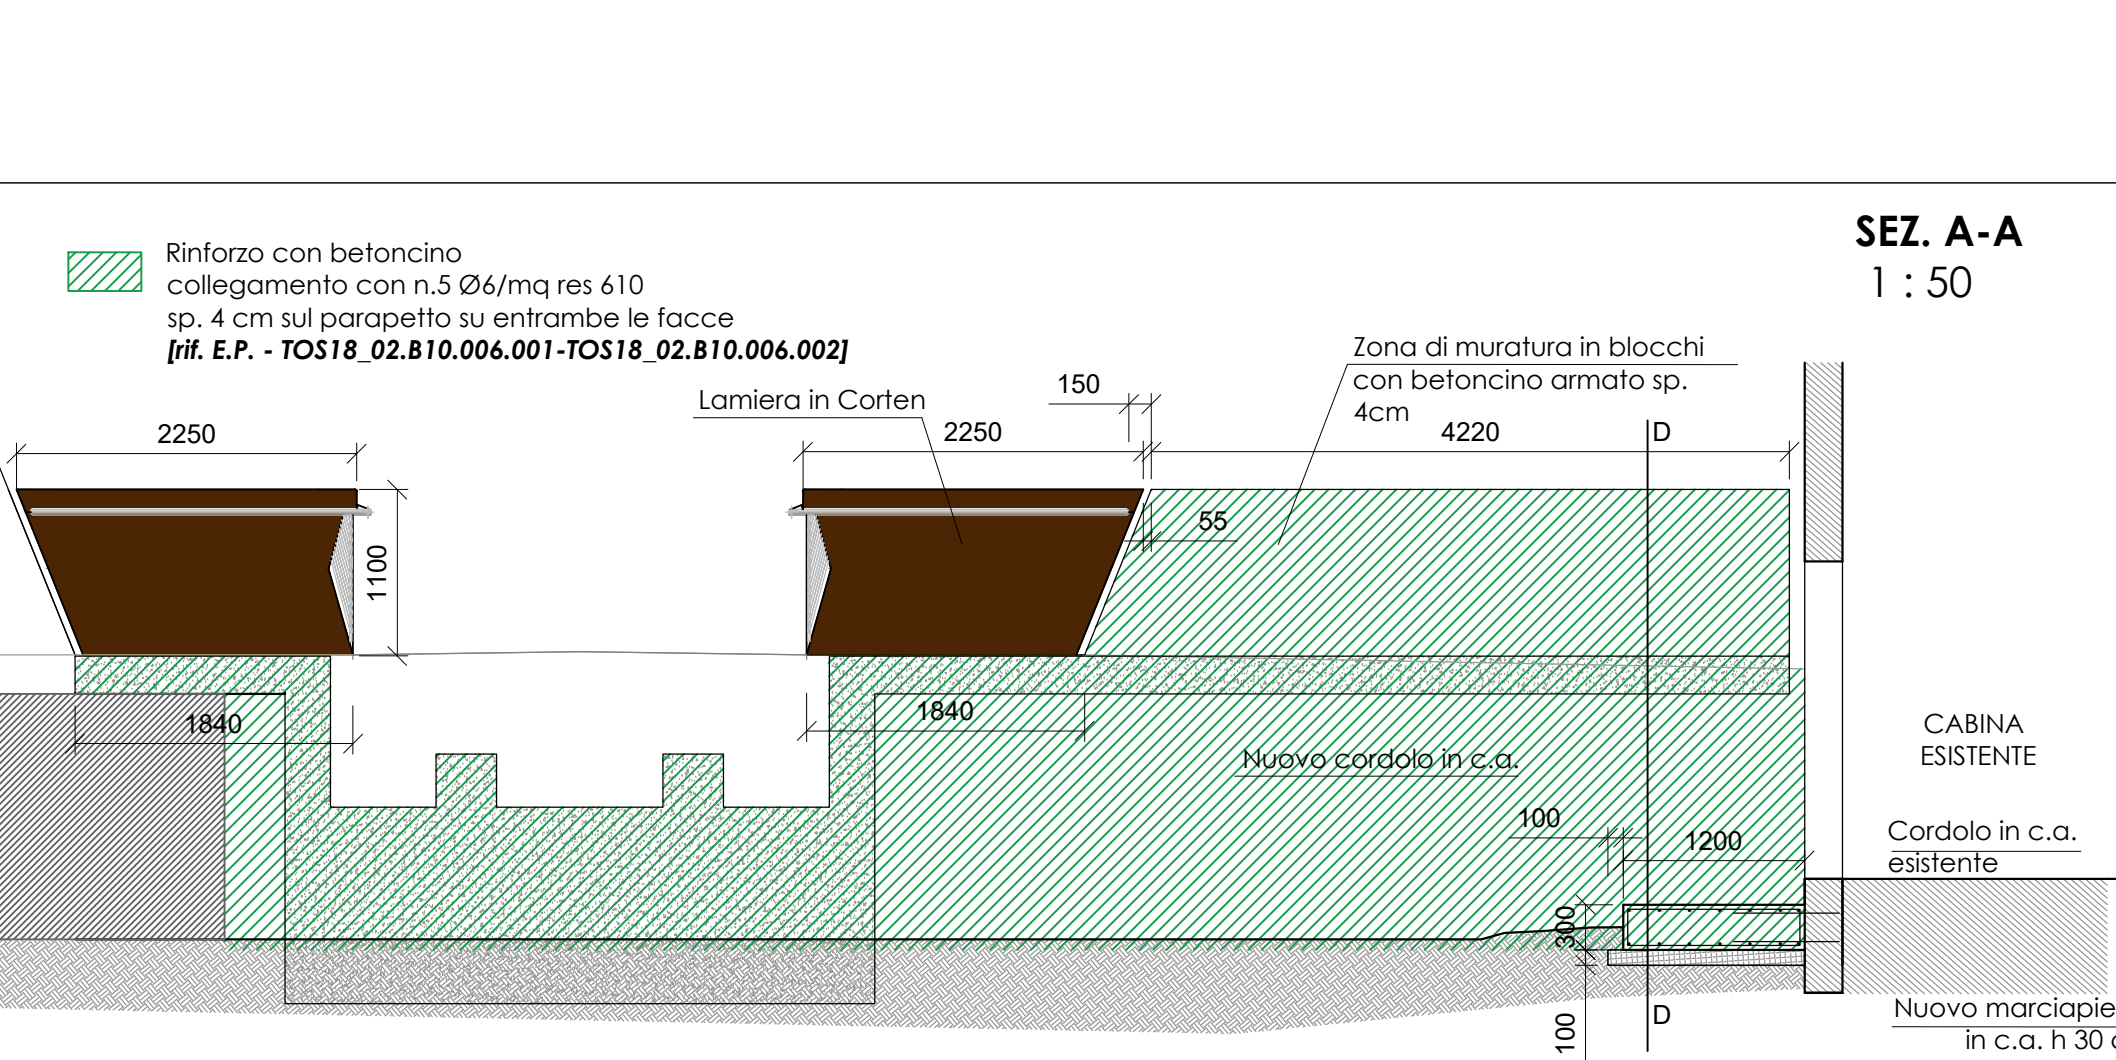 SEZ. A-A
1 : 50
Rinforzo con betoncino
collegamento con n.5 Ø6/mq res 610
sp. 4 cm sul parapetto su entrambe le facce
[rif. E.P. - TOS18_02.B10.006.001-TOS18_02.B10.006.002]
Zona di muratura in blocchi
con betoncino armato sp.
4cm
Lamiera in Corten
150
2250
2250
4220
D
55
1100
1840
1840
CABINA
ESISTENTE
Nuovo cordolo in c.a.
100
1200
Cordolo in c.a.
esistente
300
100
D
Nuovo marciapie
in c.a. h 30